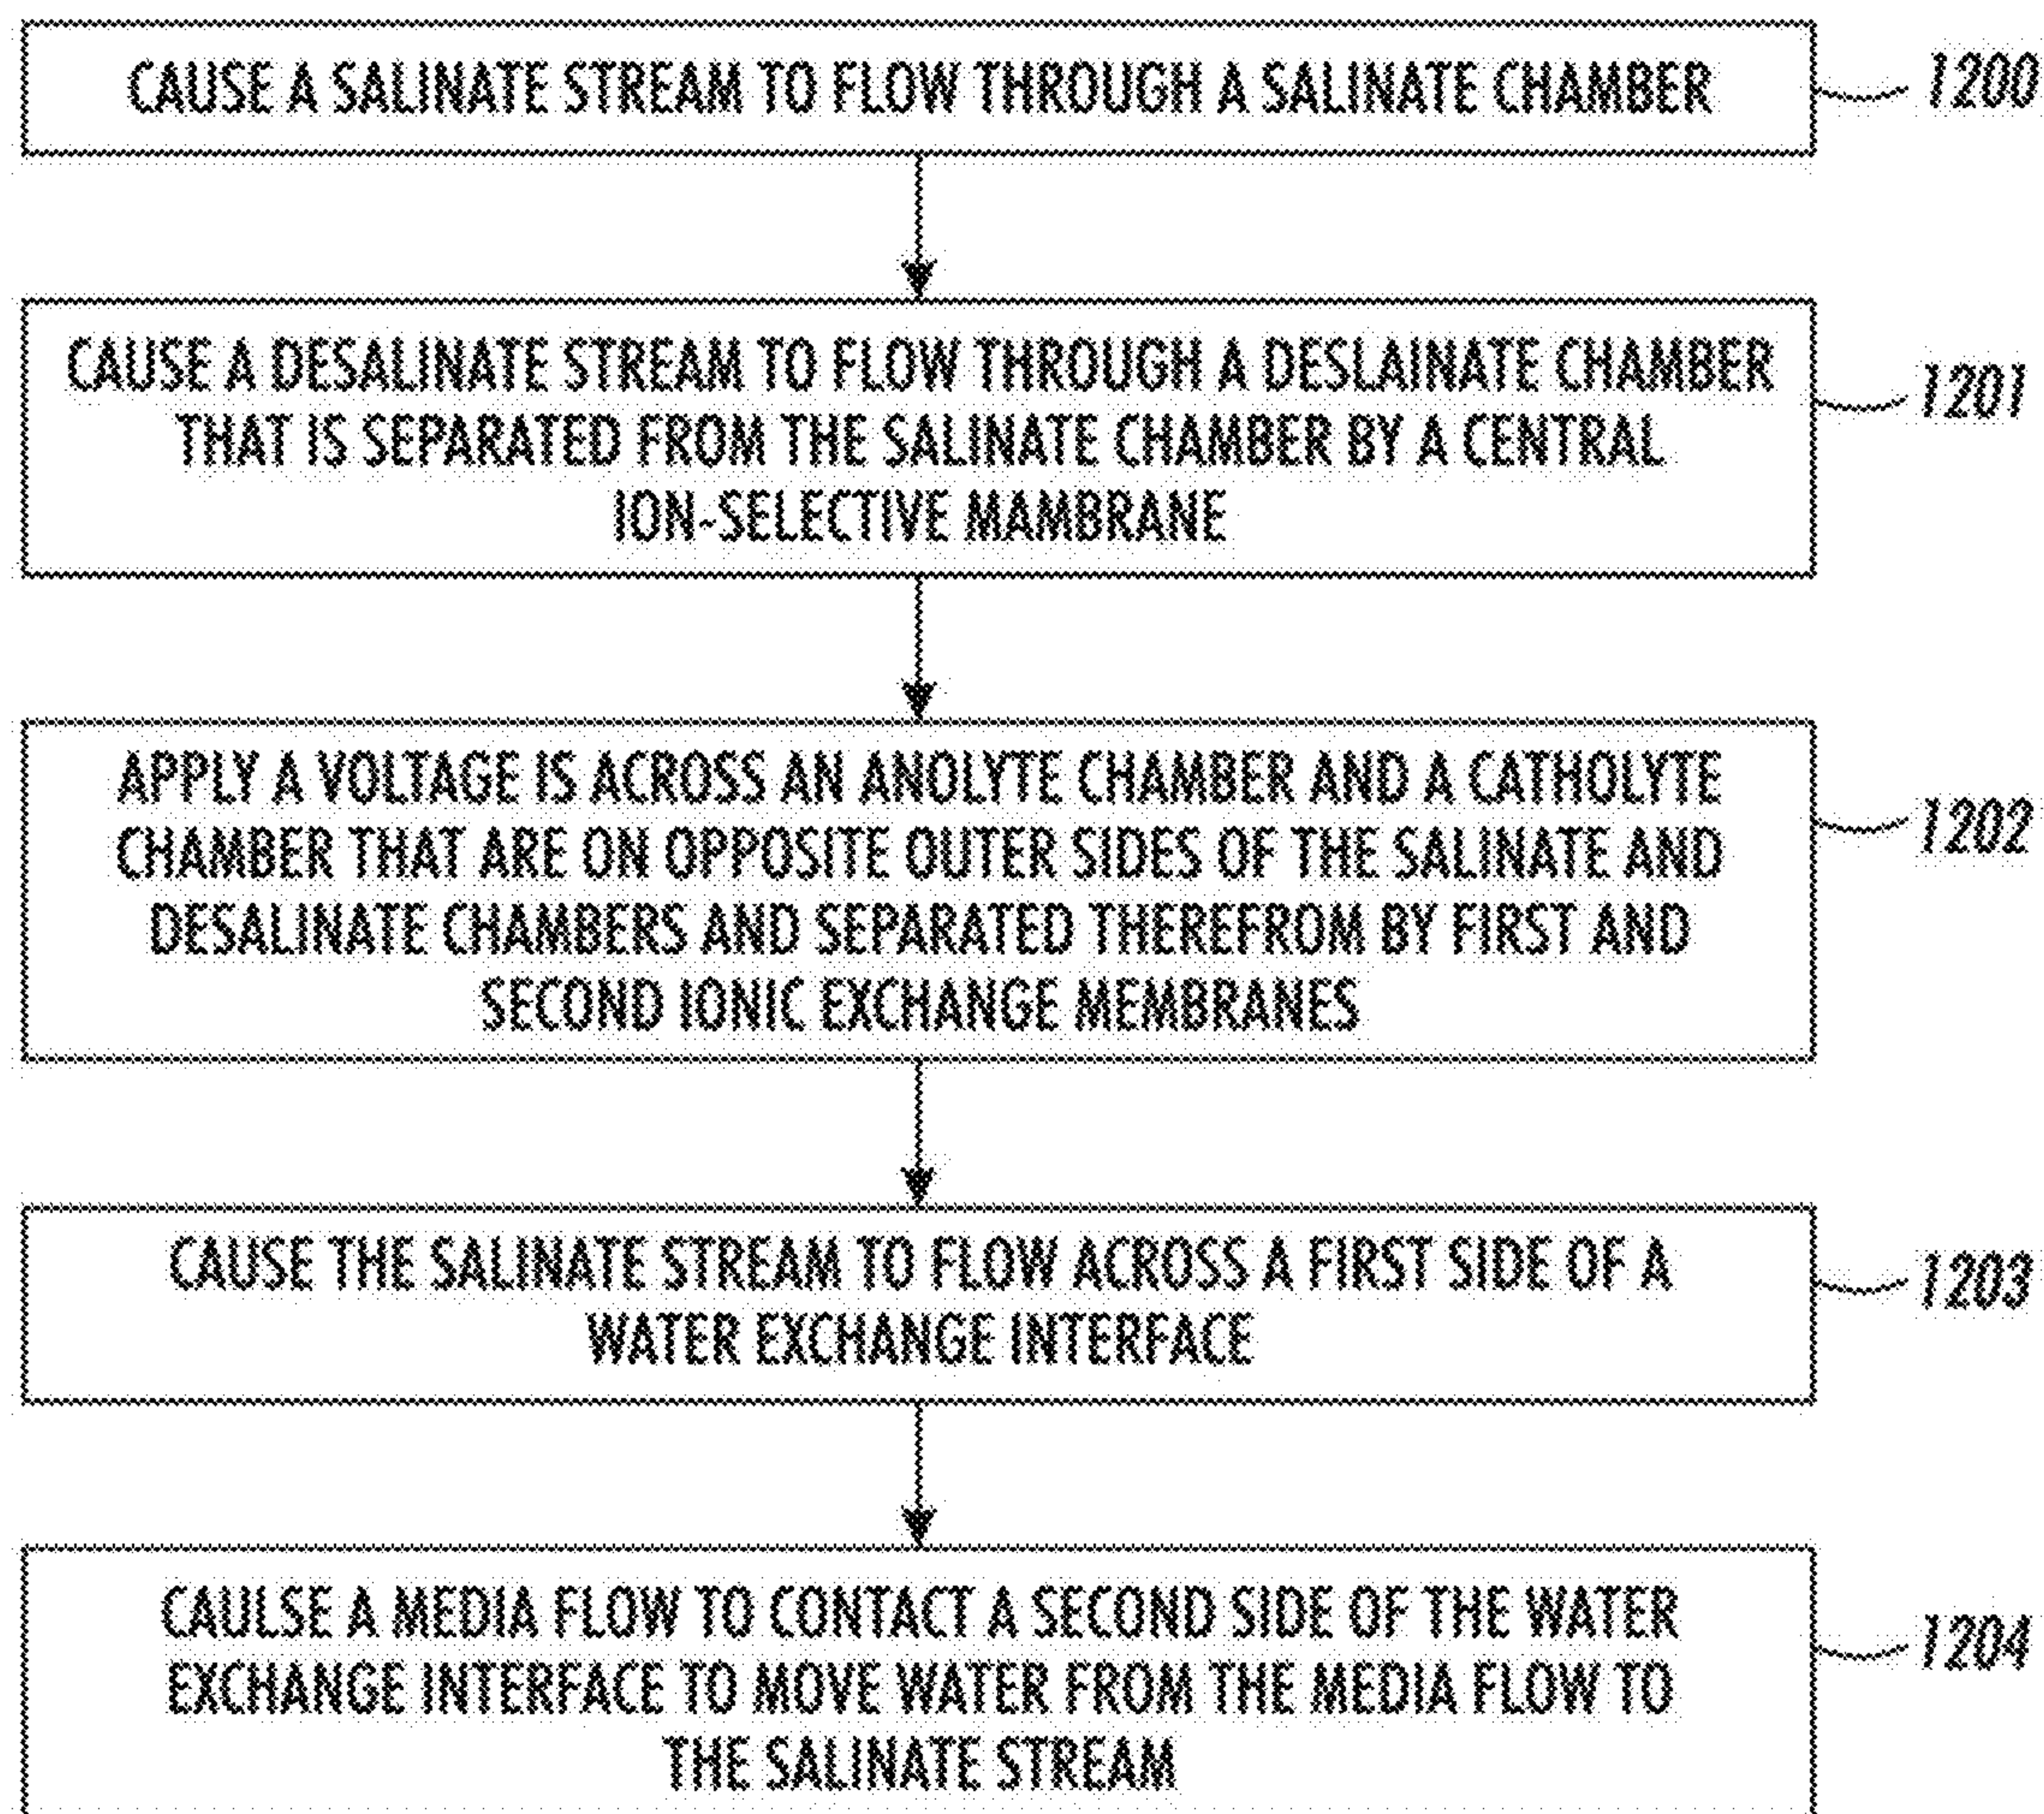 CAUSE A SALINATE STREAM TO FLOW THROUGH A SALINATE CHAMBER
1200
CAUSE A DESALINATE STREAM TO FLOW THROUGH A DESLAINATE CHAMBER
THAT IS SEPARATED FROM THE SALINATE CHAMBER BY A CENTRAL
ION-SELECTIVE MAMBRANE
1201
APPLY A VOLTAGE IS ACROSS AN ANOLYTE CHAMBER AND A CATHOLYTE
CHAMBER THAT ARE ON OPPOSITE OUTER SIDES OF THE SALINATE AND
DESALINATE CHAMBERS AND SEPARATED THEREFROM BY FIRST AND
SECOND IONIC EXCHANGE MEMBRANES
1202
CAUSE THE SALINATE STREAM TO FLOW ACROSS A FIRST SIDE OF A
WATER EXCHANGE INTERFACE
1203
CAULSE A MEDIA FLOW TO CONTACT A SECOND SIDE OF THE WATER
EXCHANGE INTERFACE TO MOVE WATER FROM THE MEDIA FLOW TO
THE SALINATE STREAM
1204